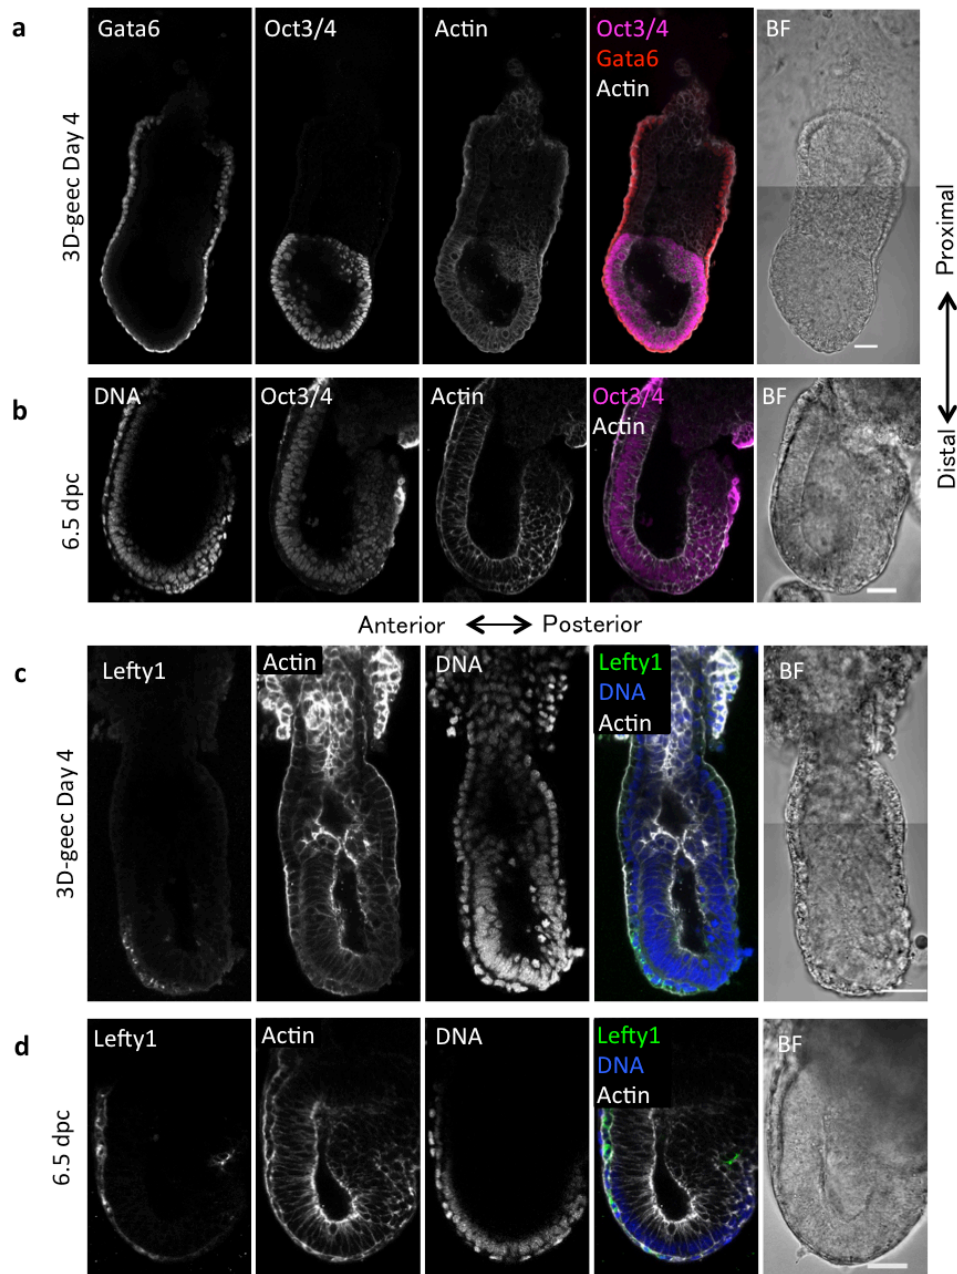 a
Gata6
Oct3/4
Actin
Oct3/4
Gata6
Actin
BF
3D-geec Day 4
Proximal
Distal
b
DNA
Oct3/4
Actin
Oct3/4
Actin
BF
6.5 dpc
Anterior
Posterior
c
Lefty1
Actin
DNA
Lefty1
DNA
Actin
BF
3D-geec Day 4
d
Lefty1
Actin
DNA
Lefty1
DNA
Actin
BF
6.5 dpc